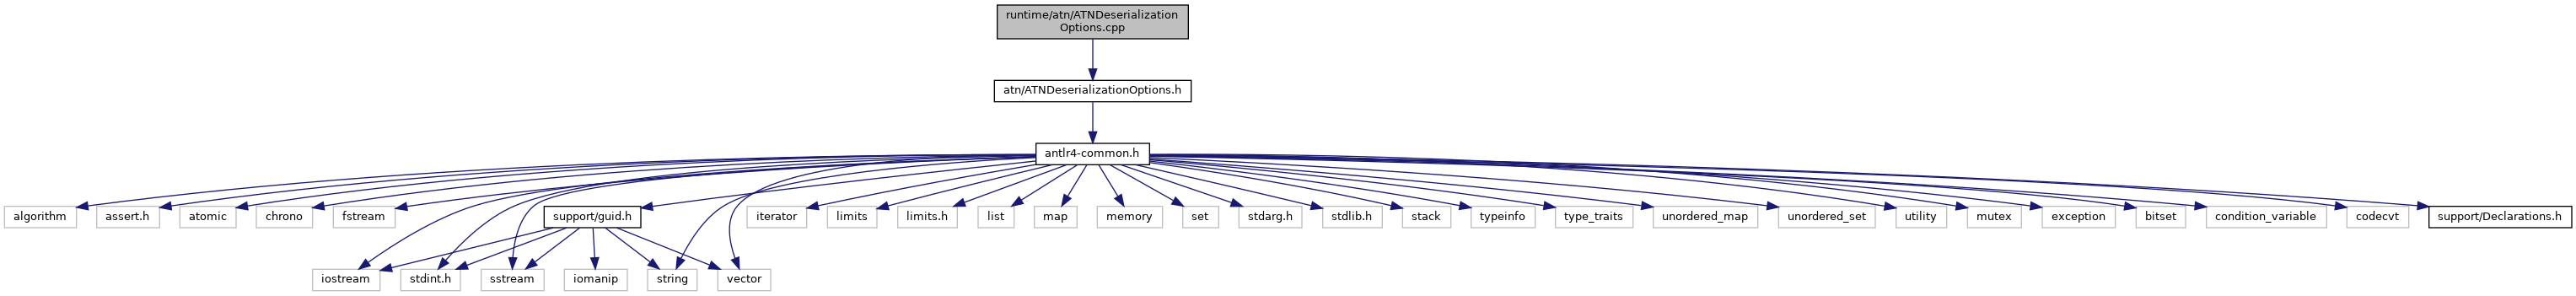 runtime/atn/ATNDeserialization
Options.cpp
atn/ATNDeserializationOptions.h
antlr4-common.h
algorithm
assert.h
atomic
chrono
fstream
support/guid.h
iterator
limits
limits.h
list
map
memory
set
stdarg.h
stdlib.h
stack
typeinfo
type_traits
unordered_map
unordered_set
utility
mutex
exception
bitset
condition_variable
codecvt
support/Declarations.h
iostream
stdint.h
sstream
iomanip
string
vector